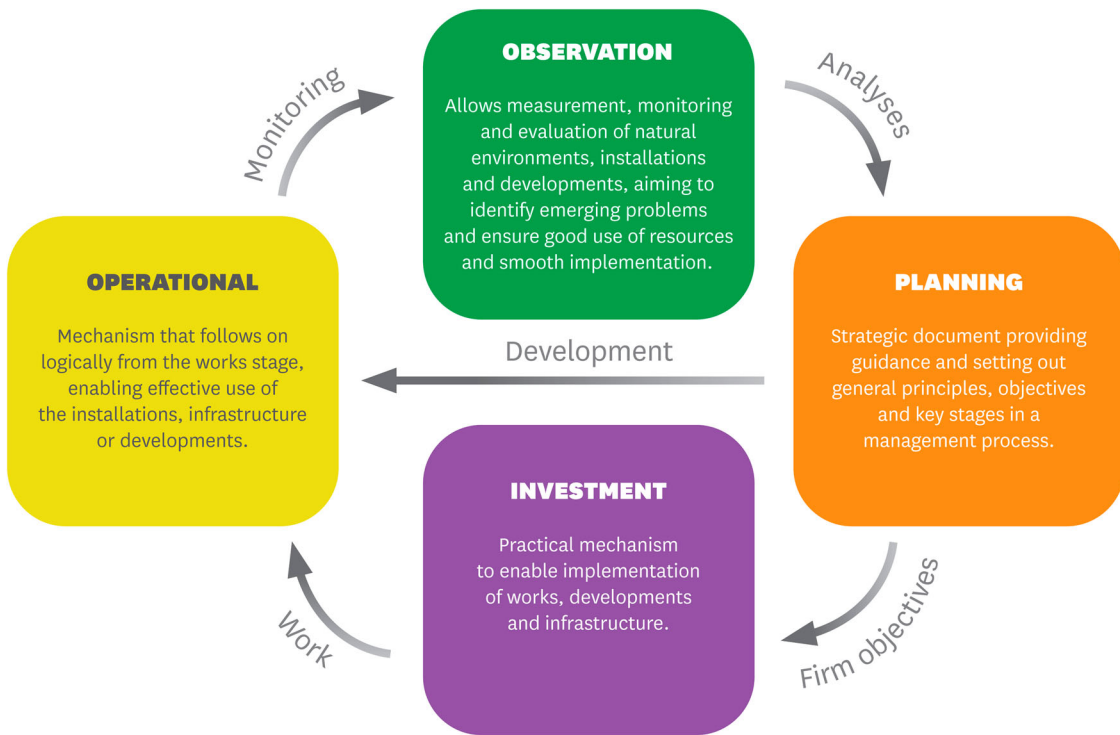 OBSERVATION
Allows measurement, monitoring
and evaluation of natural
environments, installations
and developments, aiming to
identify emerging problems
and ensure good use of resources
and smooth implementation.
Monitoring
Analyses
OPERATIONAL
Mechanism that follows on
logically from the works stage,
enabling effective use of
the installations, infrastructure
or developments.
Development
PLANNING
Strategic document providing
guidance and setting out
general principles, objectives
and key stages in a
management process.
INVESTMENT
Practical mechanism
to enable implementation
of works, developments
and infrastructure.
Work
Firm objectives